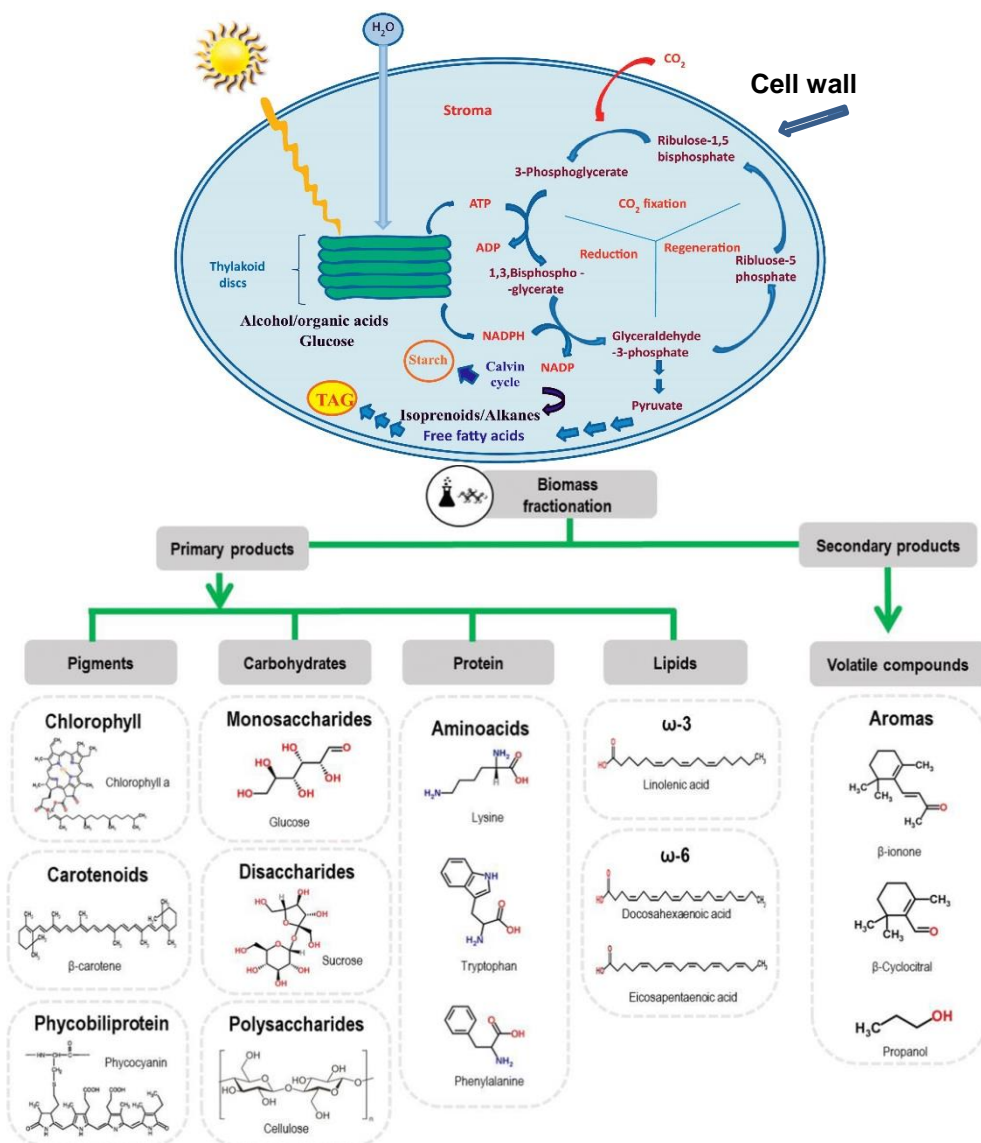 H2O
CO2
Cell wall
Stroma
Ribulose-1,5
bisphosphate
3-Phosphoglycerate
ATP
CO2 fixation
ADP
Reduction
Regeneration
Ribluose-5
phosphate
Thylakoid
discs
1,3,Bisphospho -
-glycerate
Alcohol/organic acids
Glucose
NADPH
Glyceraldehyde
-3-phosphate
Starch
Calvin
cycle
NADP
TAG
Isoprenoids/Alkanes
Pyruvate
Free fatty acids
Biomass
fractionation
Primary products
Secondary products
Pigments
Carbohydrates
Protein
Lipids
Volatile compounds
Chlorophyll
Chlorophyll a
Carotenoids
β-carotene
Phycobiliprotein
Phycocyanin
Monosaccharides
Glucose
Disaccharides
Sucrose
Polysaccharides
Cellulose
Aminoacids
Lysine
Tryptophan
Phenylalanine
ω-3
Linolenic acid
ω-6
Docosahexaenoic acid
Eicosapentaenoic acid
Aromas
β-ionone
β-Cyclocitral
Propanol